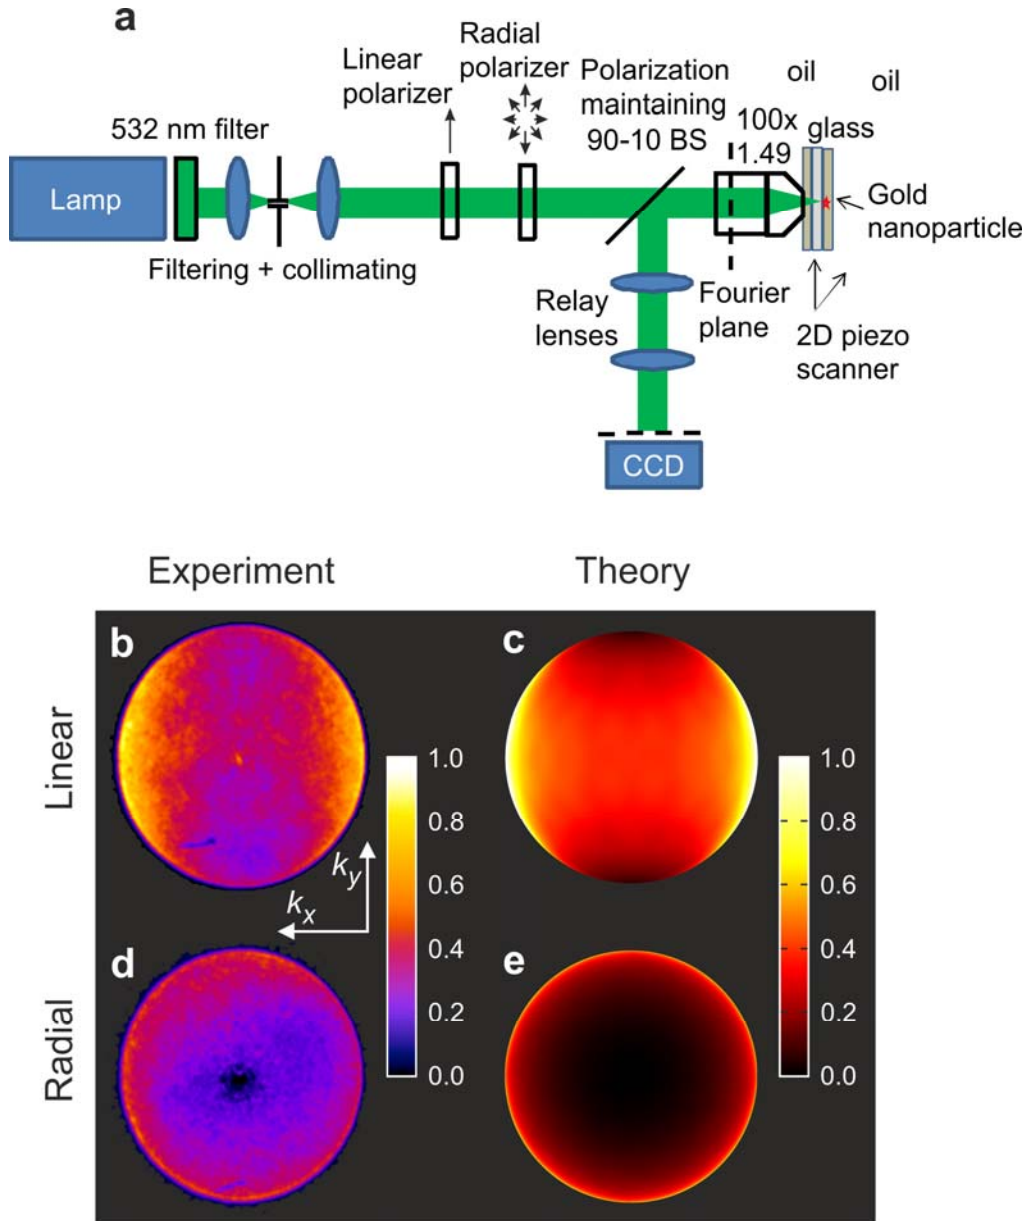 a
Linear
polarizer
Radial
polarizer
Polarization
maintaining
90-10 BS
oil
oil
532 nm filter
100x
1.49
glass
Lamp
Gold
nanoparticle
Filtering + collimating
Relay
lenses
Fourier
plane
2D piezo
scanner
CCD
Experiment
Theory
Linear
b
c
1.0
0.8
0.6
0.4
0.2
0.0
1.0
0.8
0.6
0.4
0.2
0.0
ky
kx
Radial
d
e